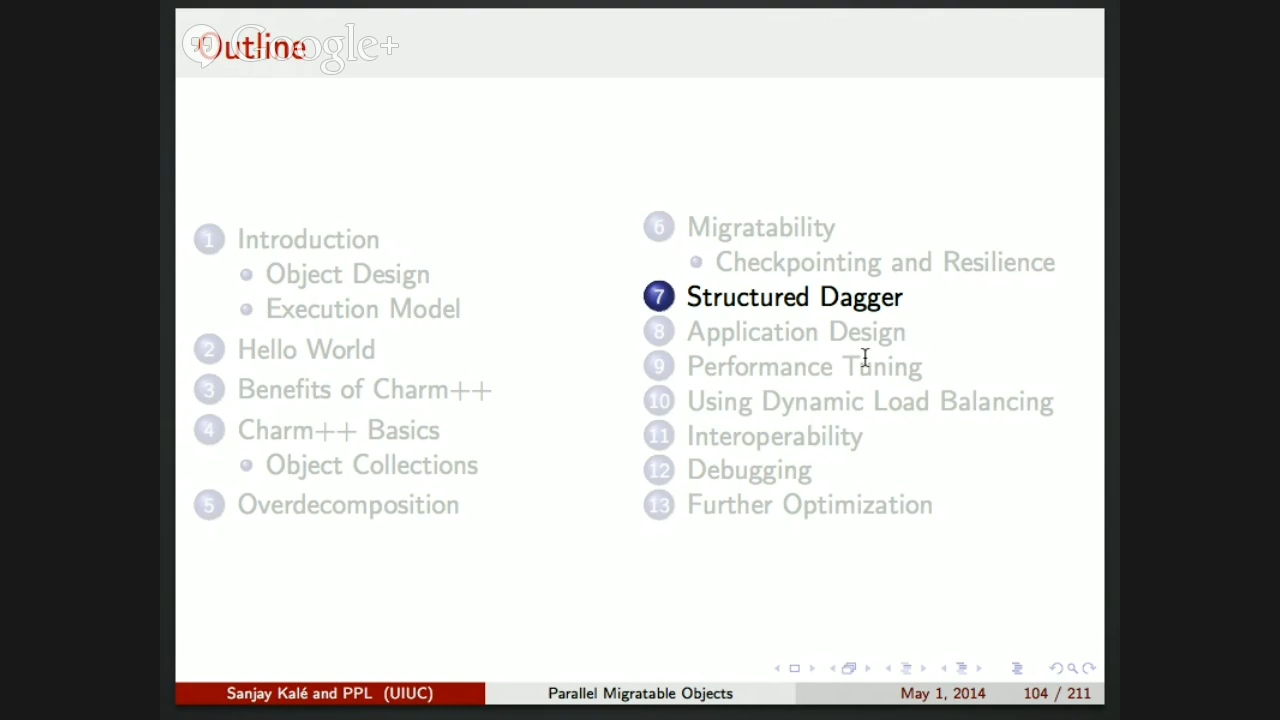 Outline
Google+
1 Introduction
Object Design
Execution Model
2 Hello World
3 Benefits of Charm++
4 Charm++ Basics
Object Collections
5 Overdecomposition
6 Migratability
Checkpointing and Resilience
7 Structured Dagger
8 Application Design
9 Performance Tuning
10 Using Dynamic Load Balancing
11 Interoperability
12 Debugging
13 Further Optimization
Sanjay Kalé and PPL (UIUC) Parallel Migratable Objects May 1, 2014 104 / 211